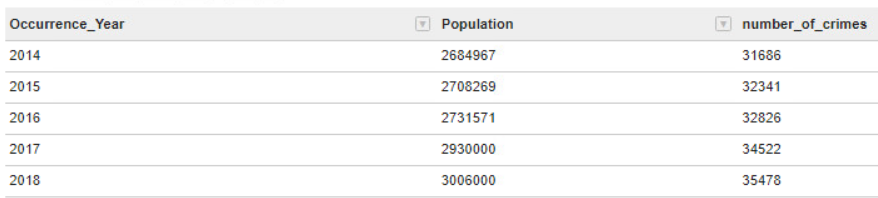 Occurrence_Year Population number_of_crimes
2014 2684967 31686
2015 2708269 32341
2016 2731571 32826
2017 2930000 34522
2018 3006000 35478